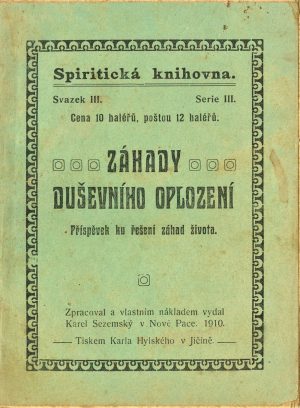 Spiritická knihovna.
Svazek III. Serie III.
Cena 10 haléřů, poštou 12 haléřů.
ZÁHADY
DUŠEVNÍHO OPLOZENÍ
Příspěvek ku řešení záhad života.
Zpracoval a vlastním nákladem vydal
Karel Sezemský v Nové Pace. 1910.
Tiskem Karla Hylského v Jičíně.